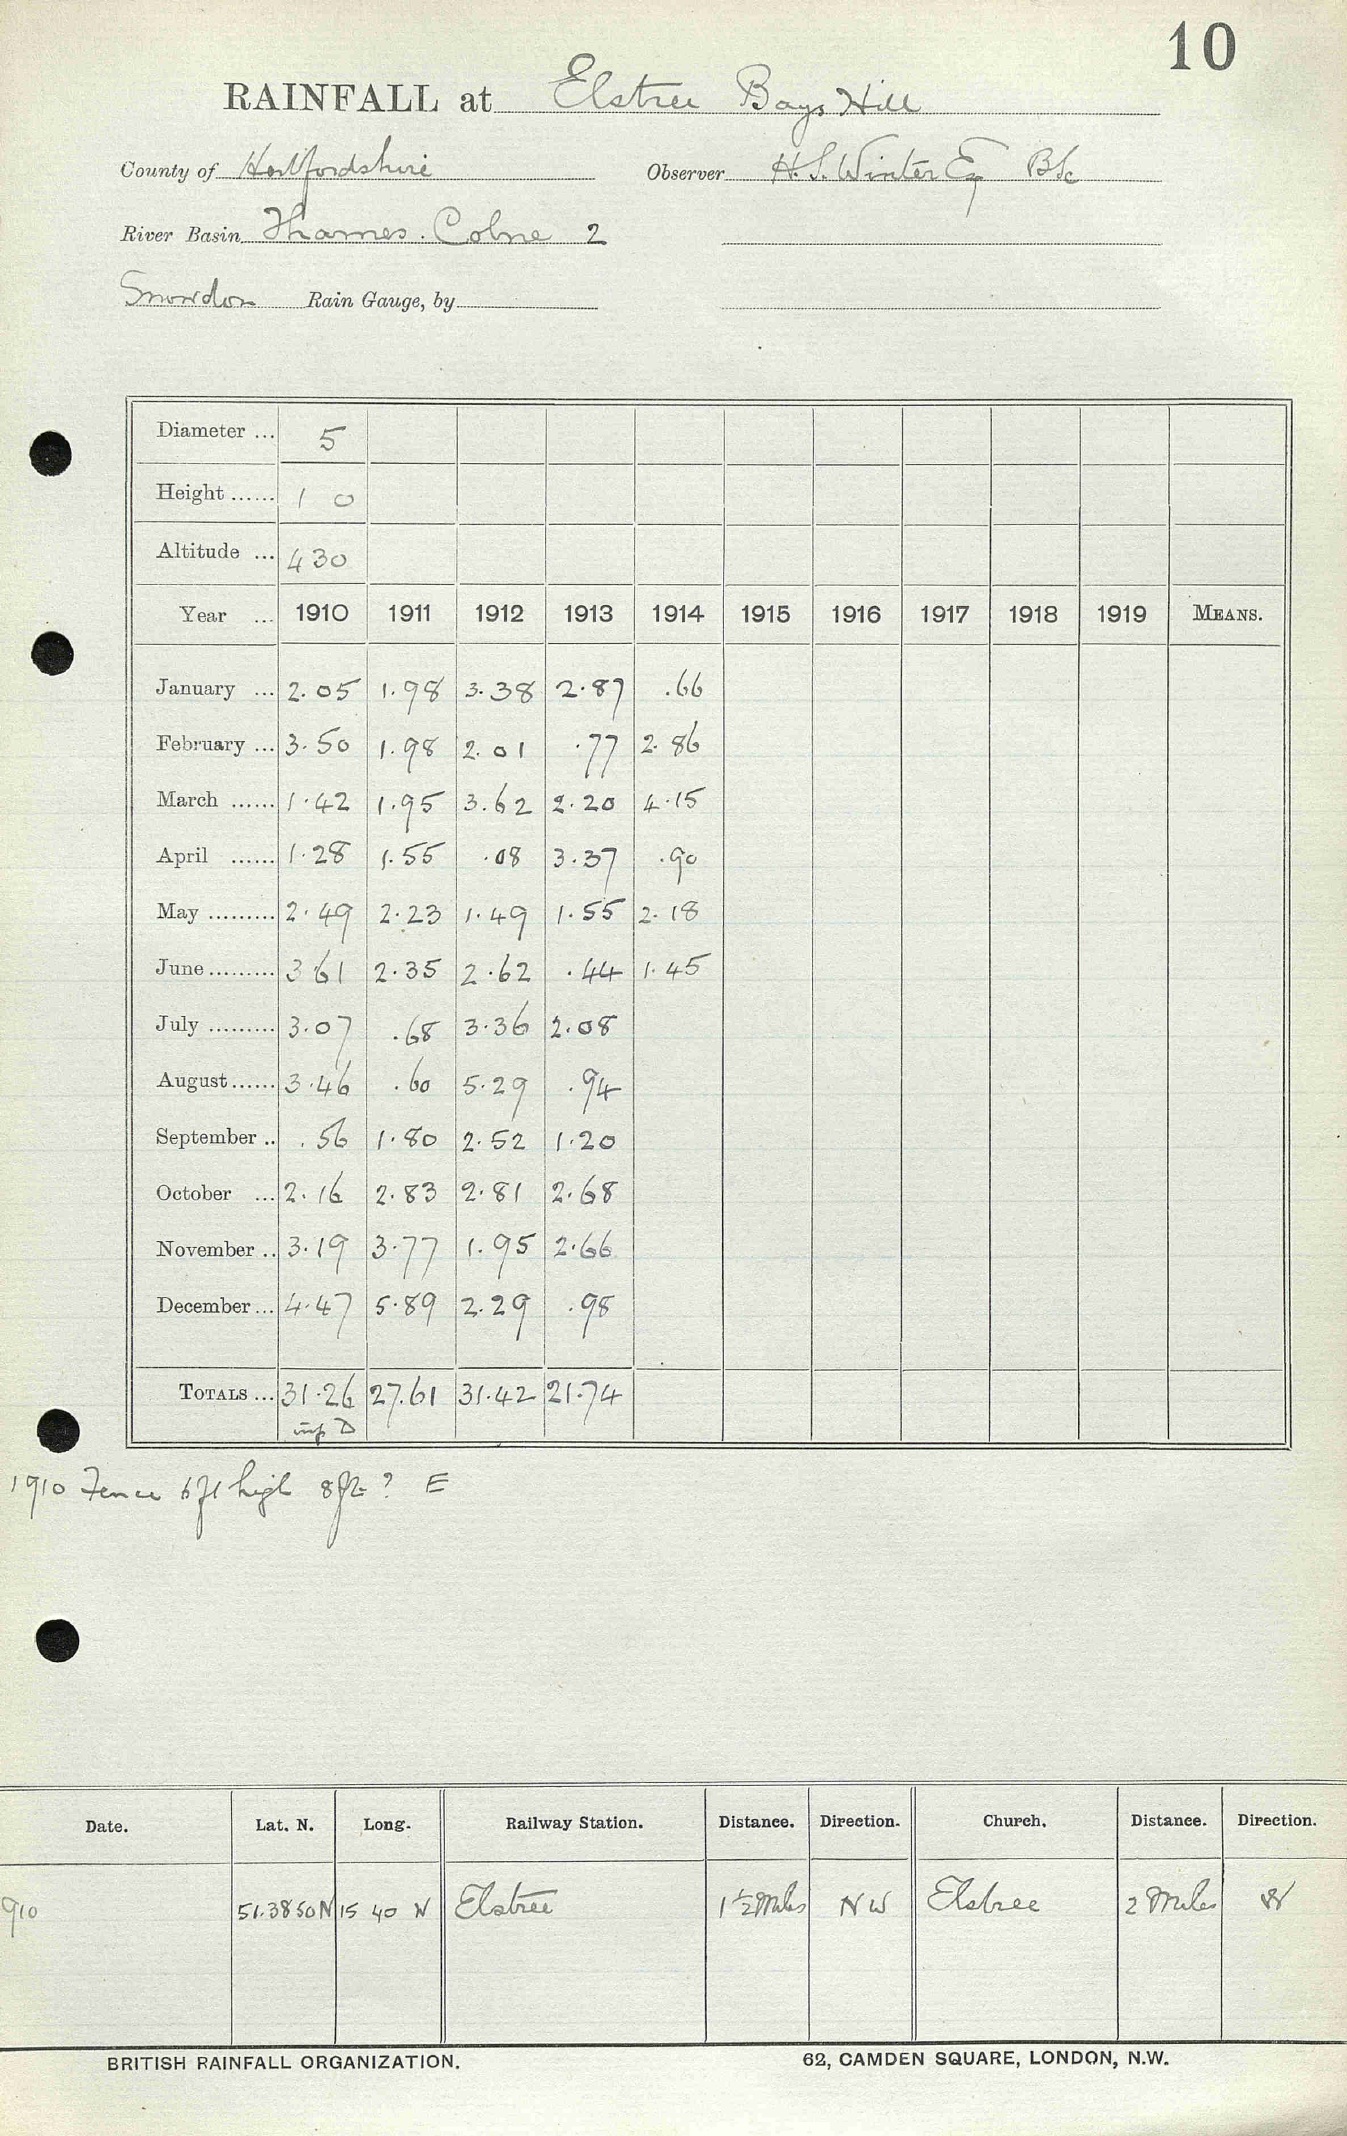 10
RAINFALL at Elstree Bays Hill
County of Hertfordshire Observer H. S. Winter Esq BSc
River Basin Thames. Colne 2
Snowdon Rain Gauge, by
Diameter ... 5
Height ...... 1 0
Altitude ... 430
Year ... 1910 1911 1912 1913 1914 1915 1916 1917 1918 1919 MEANS.
January ... 2.05 1.98 3.38 2.87 .66
February ... 3.50 1.98 2.01 .77 2.86
March ...... 1.42 1.95 3.62 2.20 4.15
April ...... 1.28 1.55 .08 3.37 .90
May ......... 2.49 2.23 1.49 1.55 2.18
June ......... 3.61 2.35 2.62 .44 1.45
July ......... 3.07 .68 3.36 2.08
August ...... 3.46 .60 5.29 .94
September .. .56 1.80 2.52 1.20
October ... 2.16 2.83 2.81 2.68
November .. 3.19 3.77 1.95 2.66
December ... 4.47 5.89 2.29 .98
TOTALS ... 31.26 27.61 31.42 21.74
D
1910 Fence 6ft high 8ft ? E
Date. Lat. N. Long. Railway Station. Distance. Direction. Church. Distance. Direction.
910 51.38 50 N 15 40 W Elstree 1½ Miles NW Elstree 2 Miles W
BRITISH RAINFALL ORGANIZATION. 62, CAMDEN SQUARE, LONDON, N.W.